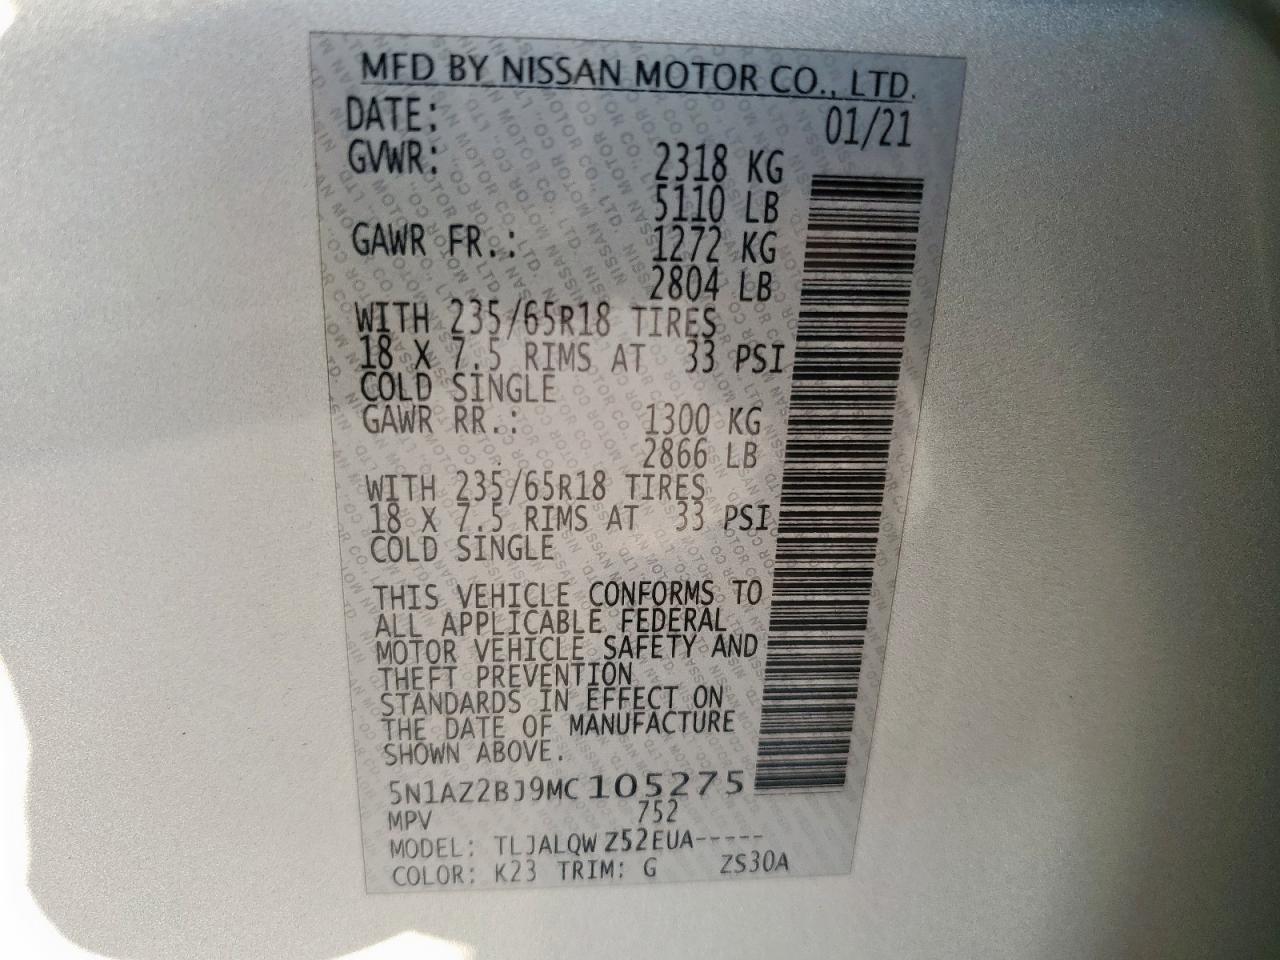 MFD BY NISSAN MOTOR CO., LTD.
DATE: 01/21
GVWR: 2318 KG
5110 LB
GAWR FR.: 1272 KG
2804 LB
WITH 235/65R18 TIRES
18 X 7.5 RIMS AT 33 PSI
COLD SINGLE
GAWR RR.: 1300 KG
2866 LB
WITH 235/65R18 TIRES
18 X 7.5 RIMS AT 33 PSI
COLD SINGLE
THIS VEHICLE CONFORMS TO
ALL APPLICABLE FEDERAL
MOTOR VEHICLE SAFETY AND
THEFT PREVENTION
STANDARDS IN EFFECT ON
THE DATE OF MANUFACTURE
SHOWN ABOVE.
5N1AZ2BJ9MC105275
MPV 752
MODEL: TLJALQW Z52EUA-----
COLOR: K23 TRIM: G ZS30A